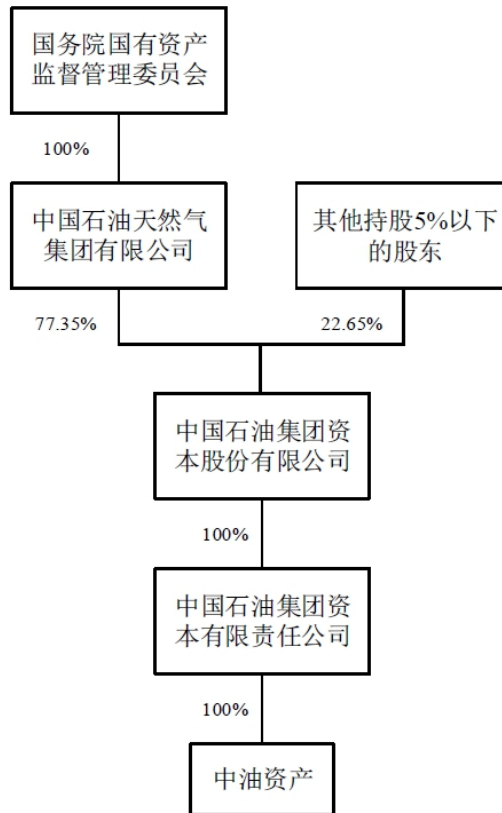 国务院国有资产
监督管理委员会
100%
中国石油天然气
集团有限公司
其他持股5%以下
的股东
77.35%
22.65%
中国石油集团资
本股份有限公司
100%
中国石油集团资
本有限责任公司
100%
中油资产